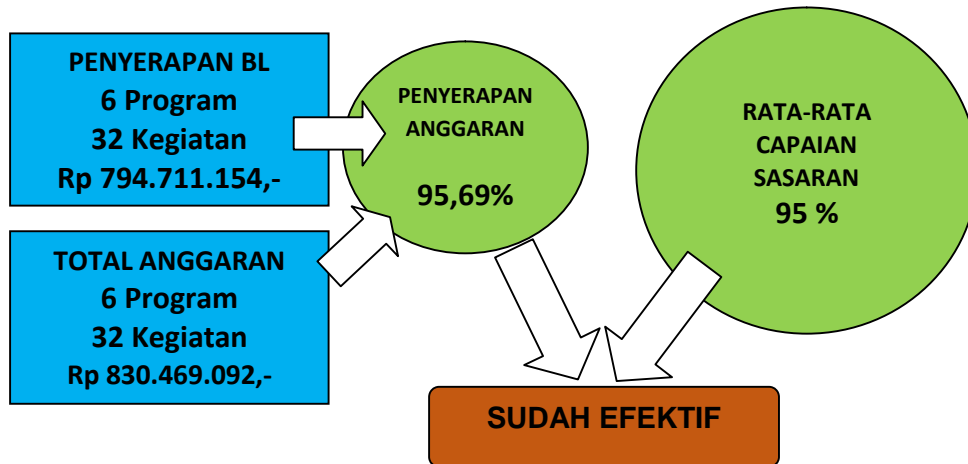 PENYERAPAN BL
6 Program
32 Kegiatan
Rp 794.711.154,-
TOTAL ANGGARAN
6 Program
32 Kegiatan
Rp 830.469.092,-
PENYERAPAN
ANGGARAN
95,69%
RATA-RATA
CAPAIAN
SASARAN
95 %
SUDAH EFEKTIF